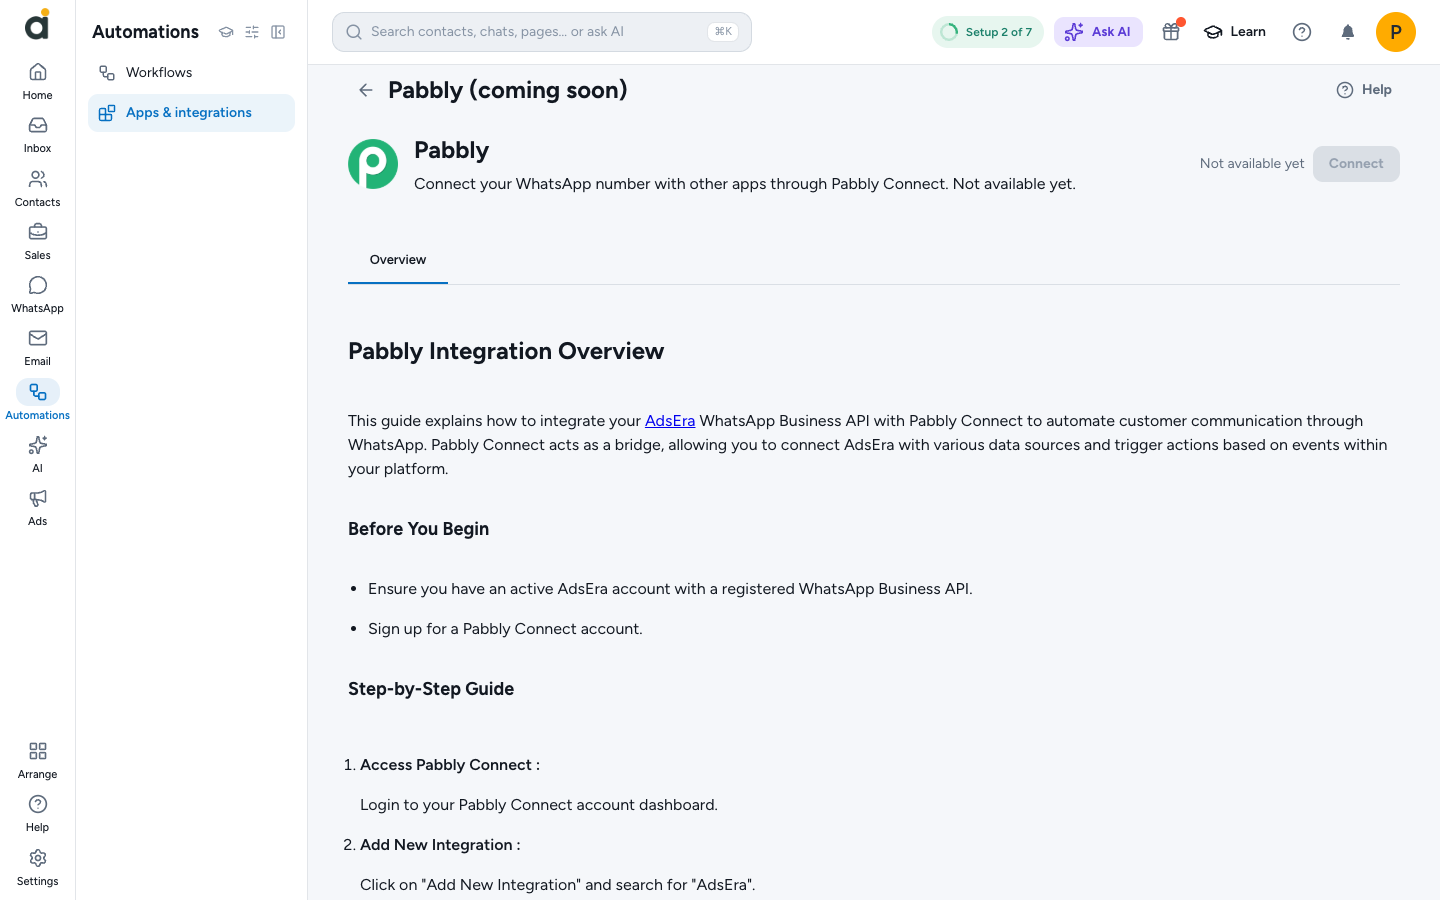 Automations
Search contacts, chats, pages... or ask AI
⌘K
Setup 2 of 7
Ask AI
Learn
P
Home
Inbox
Contacts
Sales
WhatsApp
Email
Automations
AI
Ads
Arrange
Help
Settings
Workflows
Apps & integrations
Pabbly (coming soon)
Help
Pabbly
Connect your WhatsApp number with other apps through Pabbly Connect. Not available yet.
Not available yet
Connect
Overview
Pabbly Integration Overview
This guide explains how to integrate your AdsEra WhatsApp Business API with Pabbly Connect to automate customer communication through
WhatsApp. Pabbly Connect acts as a bridge, allowing you to connect AdsEra with various data sources and trigger actions based on events within
your platform.
Before You Begin
• Ensure you have an active AdsEra account with a registered WhatsApp Business API.
• Sign up for a Pabbly Connect account.
Step-by-Step Guide
1. Access Pabbly Connect :
Login to your Pabbly Connect account dashboard.
2. Add New Integration :
Click on "Add New Integration" and search for "AdsEra".